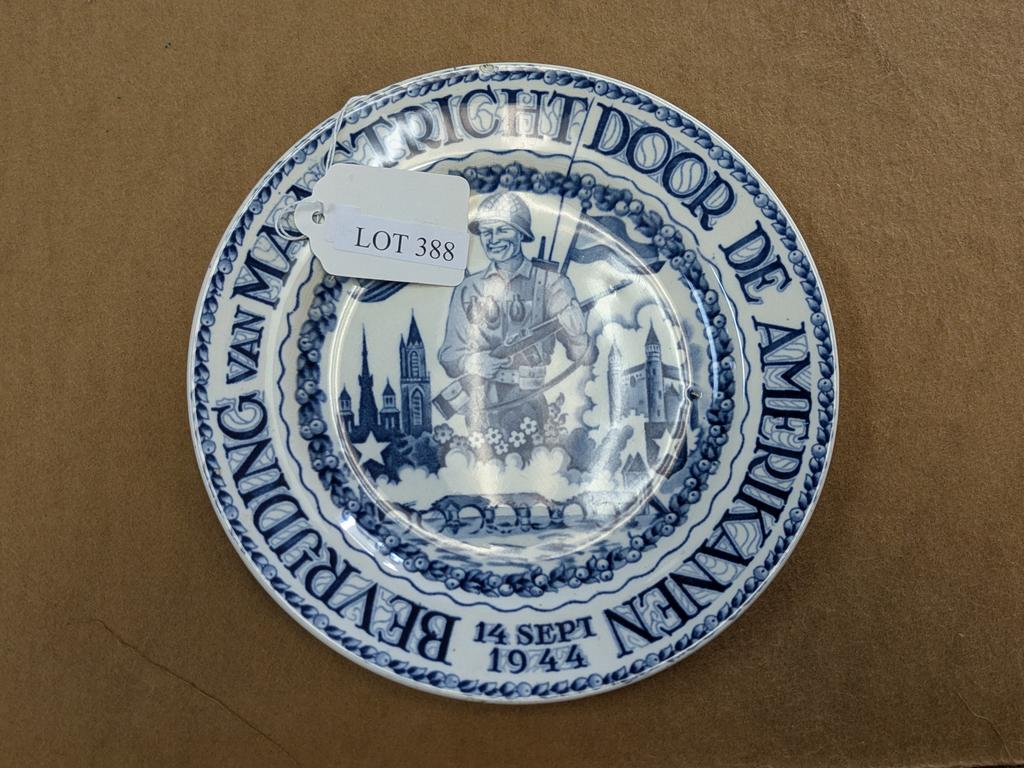 BEVRIJDING VAN MAASTRICHT DOOR DE AMERIKANEN
14 SEPT
1944
LOT 388